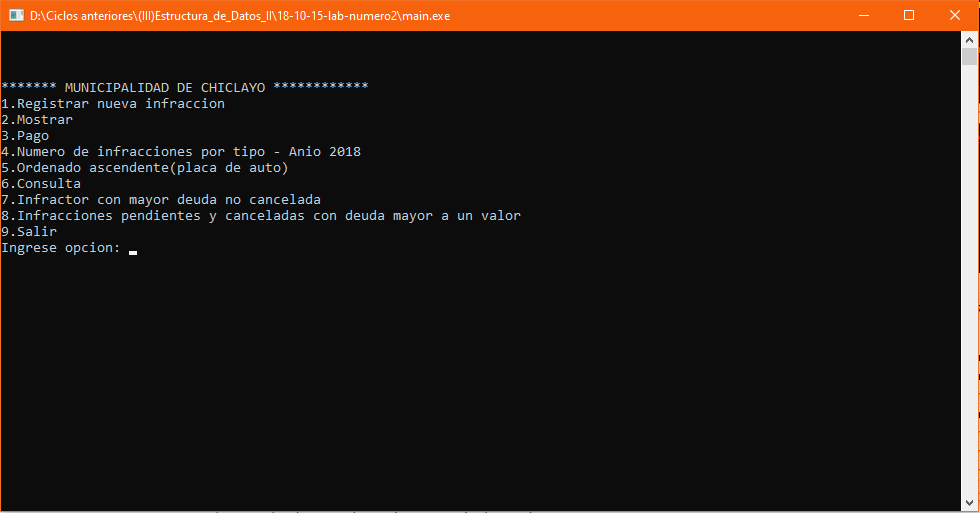 D:\Ciclos anteriores\(III)Estructura_de_Datos_II\18-10-15-lab-numero2\main.exe
******* MUNICIPALIDAD DE CHICLAYO ************
1.Registrar nueva infraccion
2.Mostrar
3.Pago
4.Numero de infracciones por tipo - Anio 2018
5.Ordenado ascendente(placa de auto)
6.Consulta
7.Infractor con mayor deuda no cancelada
8.Infracciones pendientes y canceladas con deuda mayor a un valor
9.Salir
Ingrese opcion: